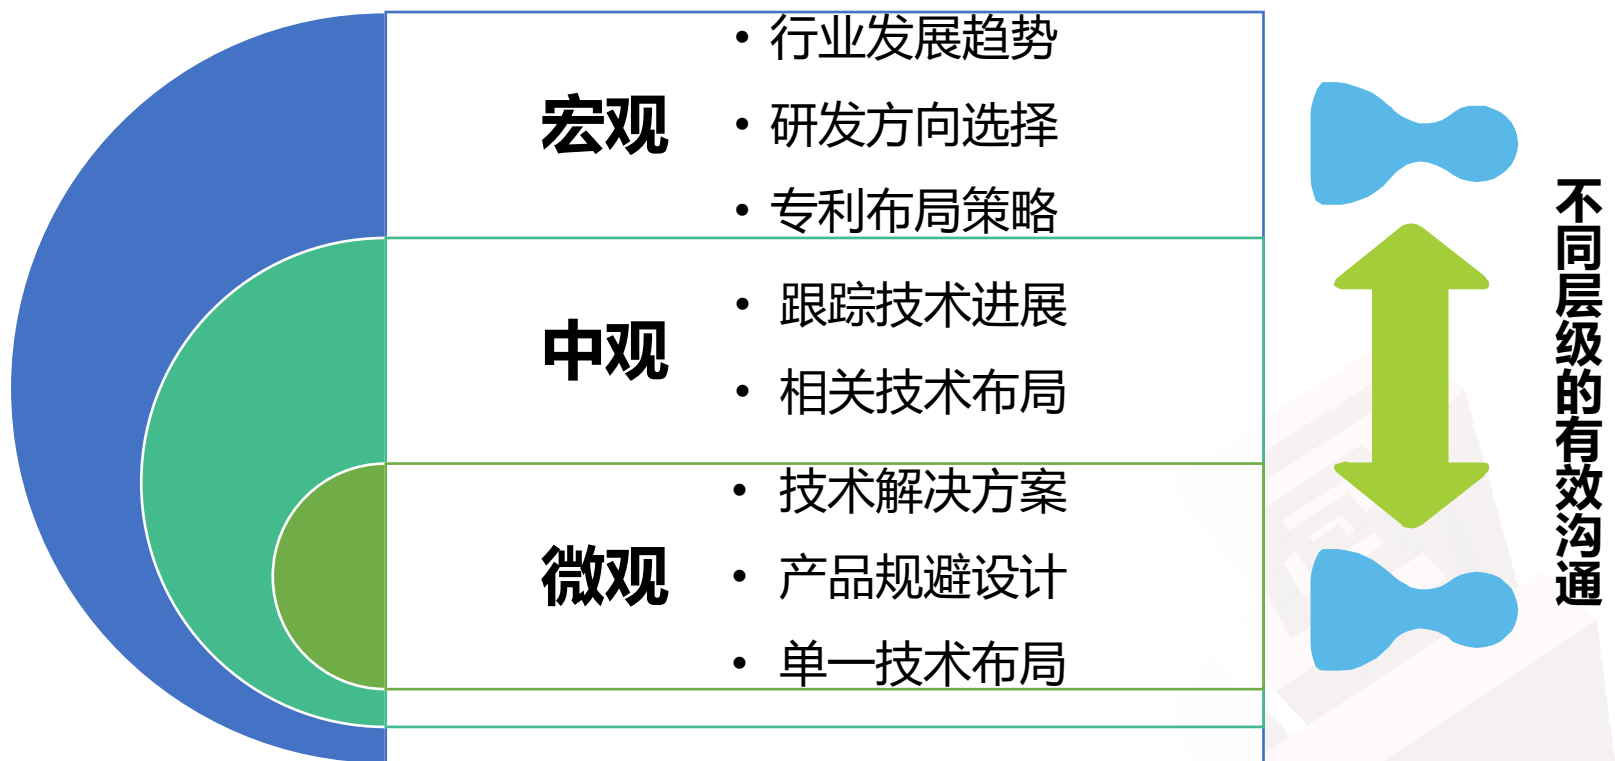 宏观
• 行业发展趋势
• 研发方向选择
• 专利布局策略
中观
• 跟踪技术进展
• 相关技术布局
微观
• 技术解决方案
• 产品规避设计
• 单一技术布局
不同层级的有效沟通